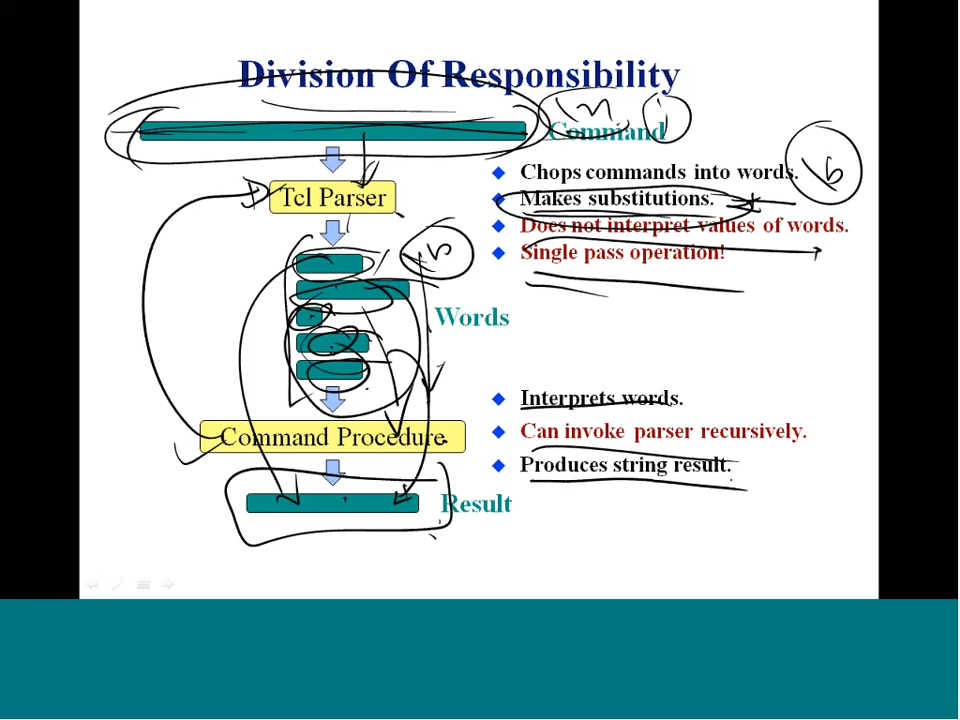 Division Of Responsibility
Command
Chops commands into words.
Tcl Parser
Makes substitutions.
Does not interpret values of words.
Single pass operation!
Words
Interprets words.
Command Procedure
Can invoke parser recursively.
Produces string result.
Result